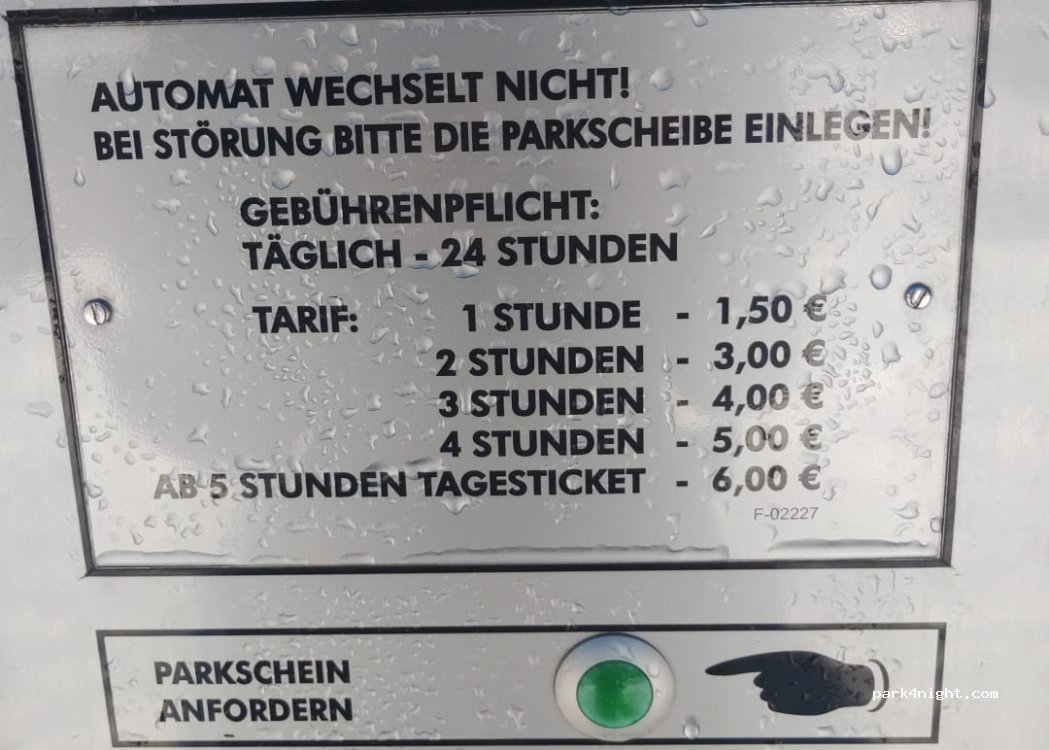 AUTOMAT WECHSELT NICHT!
BEI STÖRUNG BITTE DIE PARKSCHEIBE EINLEGEN!
GEBÜHRENPFLICHT:
TÄGLICH - 24 STUNDEN
TARIF: 1 STUNDE - 1,50 €
2 STUNDEN - 3,00 €
3 STUNDEN - 4,00 €
4 STUNDEN - 5,00 €
AB 5 STUNDEN TAGESTICKET - 6,00 €
F-02227
PARKSCHEIN
ANFORDERN
park4night.com